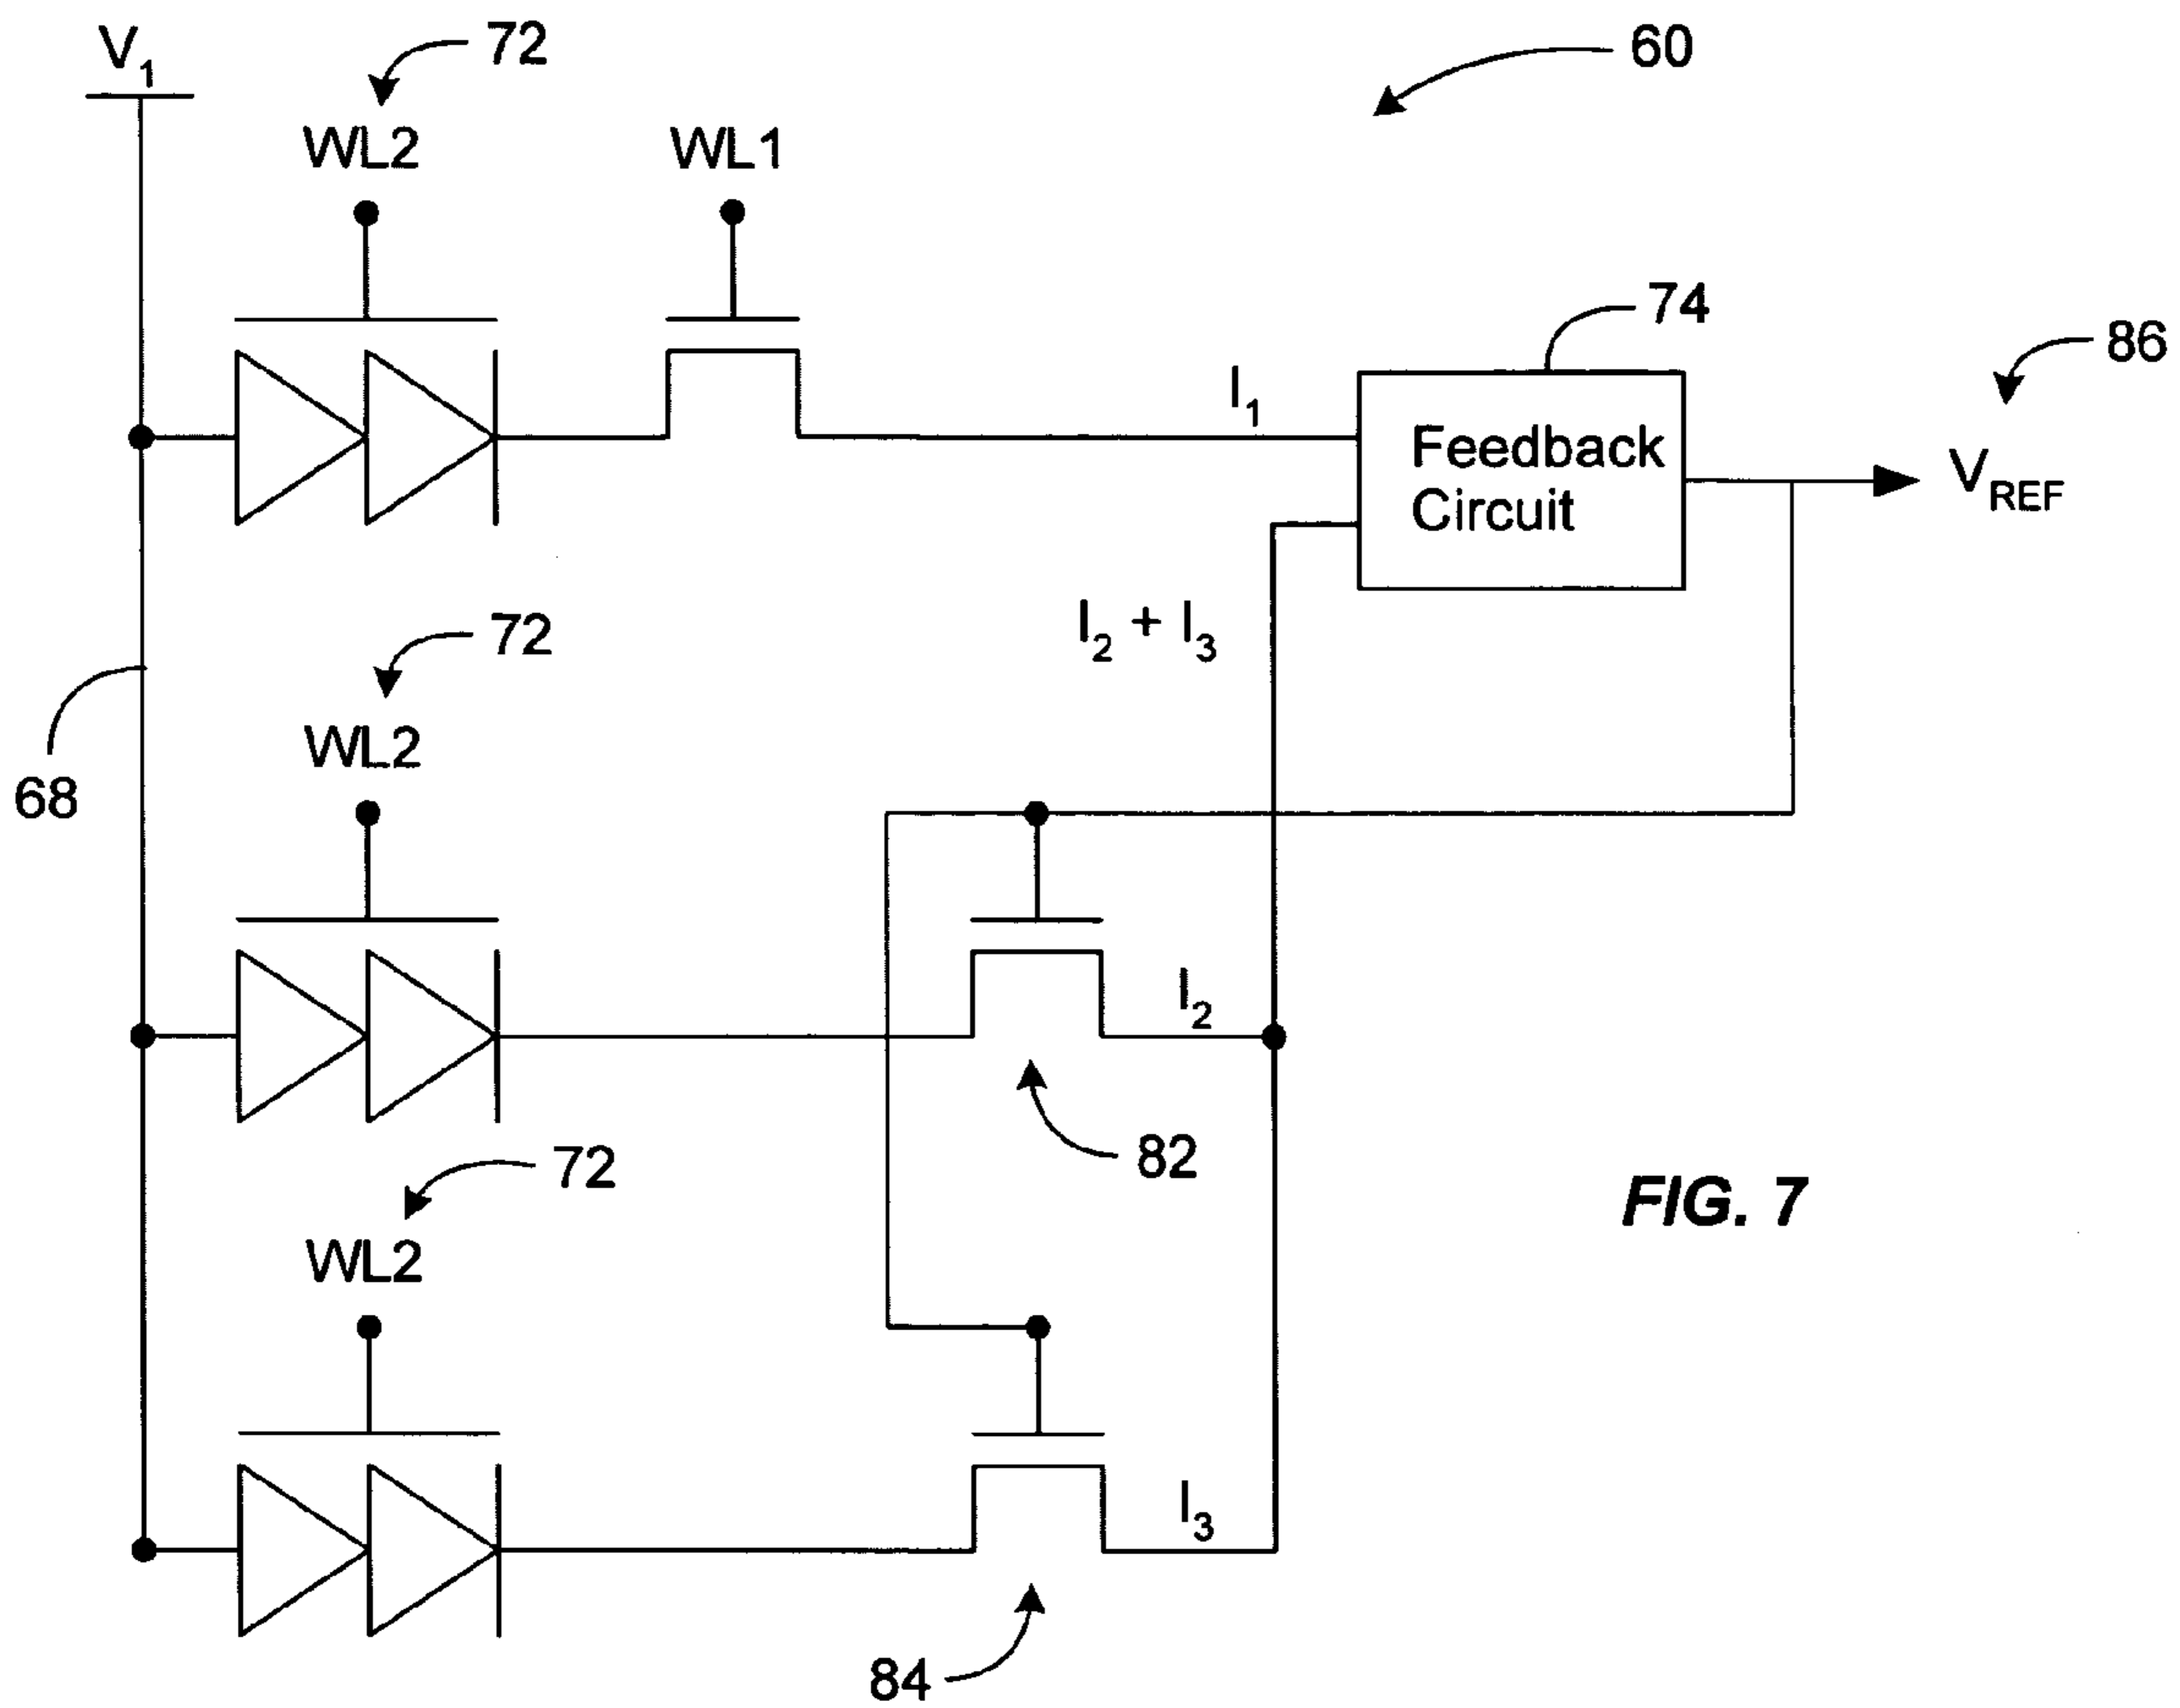 V1
72
60
WL2
WL1
74
86
I1
Feedback
Circuit
VREF
I2 + I3
72
WL2
68
I2
82
72
FIG. 7
WL2
I3
84